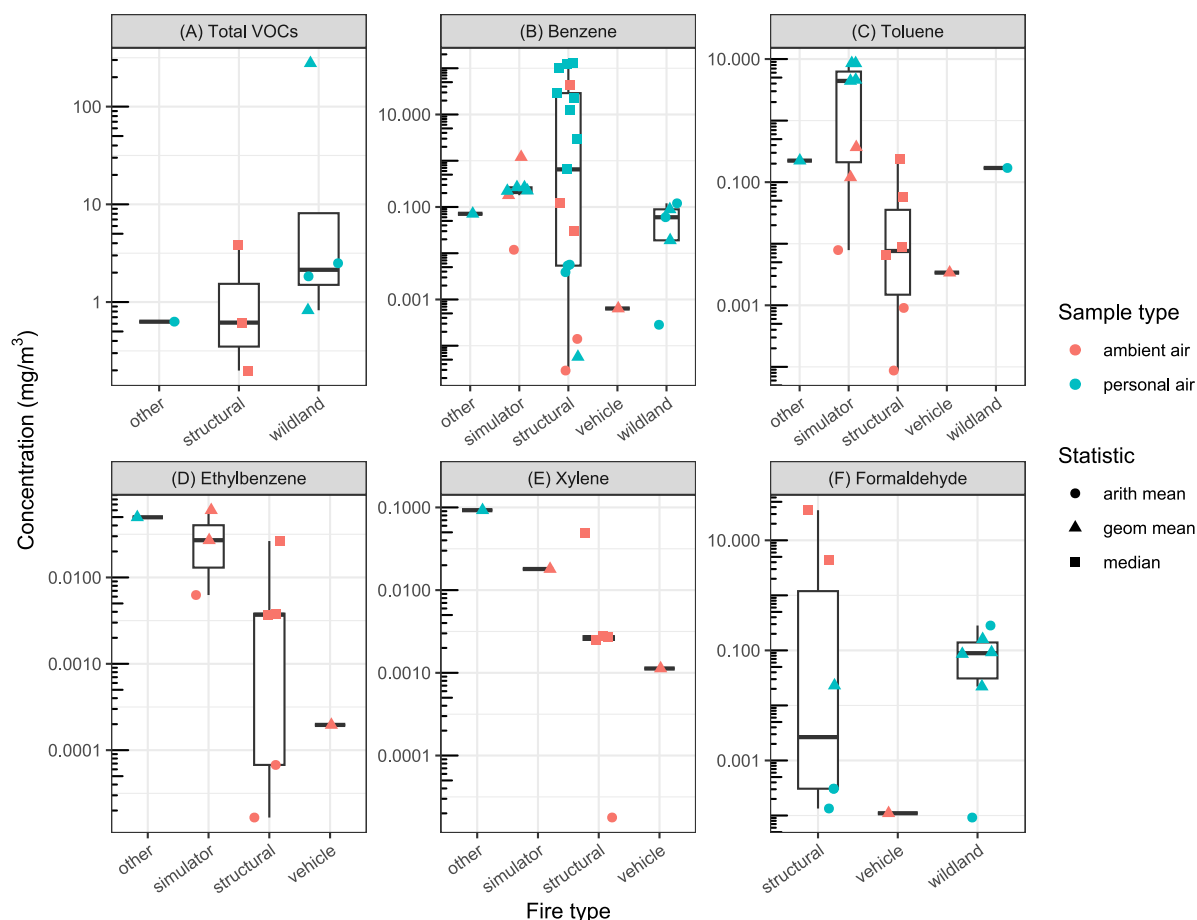 (A) Total VOCs
(B) Benzene
(C) Toluene
100
10
1
10.000
0.100
0.001
10.000
0.100
0.001
other
structural
wildland
other
simulator
structural
vehicle
wildland
other
simulator
structural
vehicle
wildland
Concentration (mg/m³)
(D) Ethylbenzene
(E) Xylene
(F) Formaldehyde
0.0100
0.0010
0.0001
0.1000
0.0100
0.0010
0.0001
10.000
0.100
0.001
other
simulator
structural
vehicle
other
simulator
structural
vehicle
structural
vehicle
wildland
Fire type
Sample type
ambient air
personal air
Statistic
arith mean
geom mean
median